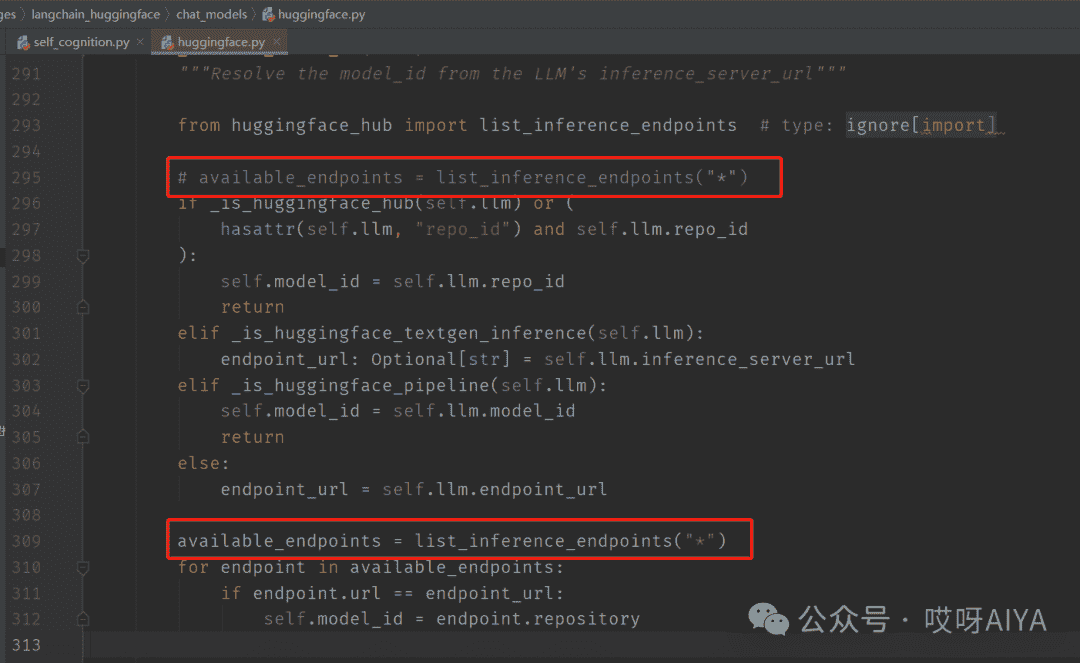 ges 〉 langchain_huggingface 〉 chat_models 〉 huggingface.py
self_cognition.py × huggingface.py ×
291 """Resolve the model_id from the LLM's inference_server_url"""
292
293 from huggingface_hub import list_inference_endpoints  # type: ignore[import]
294
295 # available_endpoints = list_inference_endpoints("*")
296 if _is_huggingface_hub(self.llm) or (
297     hasattr(self.llm, "repo_id") and self.llm.repo_id
298 ):
299     self.model_id = self.llm.repo_id
300     return
301 elif _is_huggingface_textgen_inference(self.llm):
302     endpoint_url: Optional[str] = self.llm.inference_server_url
303 elif _is_huggingface_pipeline(self.llm):
304     self.model_id = self.llm.model_id
305     return
306 else:
307     endpoint_url = self.llm.endpoint_url
308
309 available_endpoints = list_inference_endpoints("*")
310 for endpoint in available_endpoints:
311     if endpoint.url == endpoint_url:
312         self.model_id = endpoint.repository
313
公众号 · 哎呀AIYA